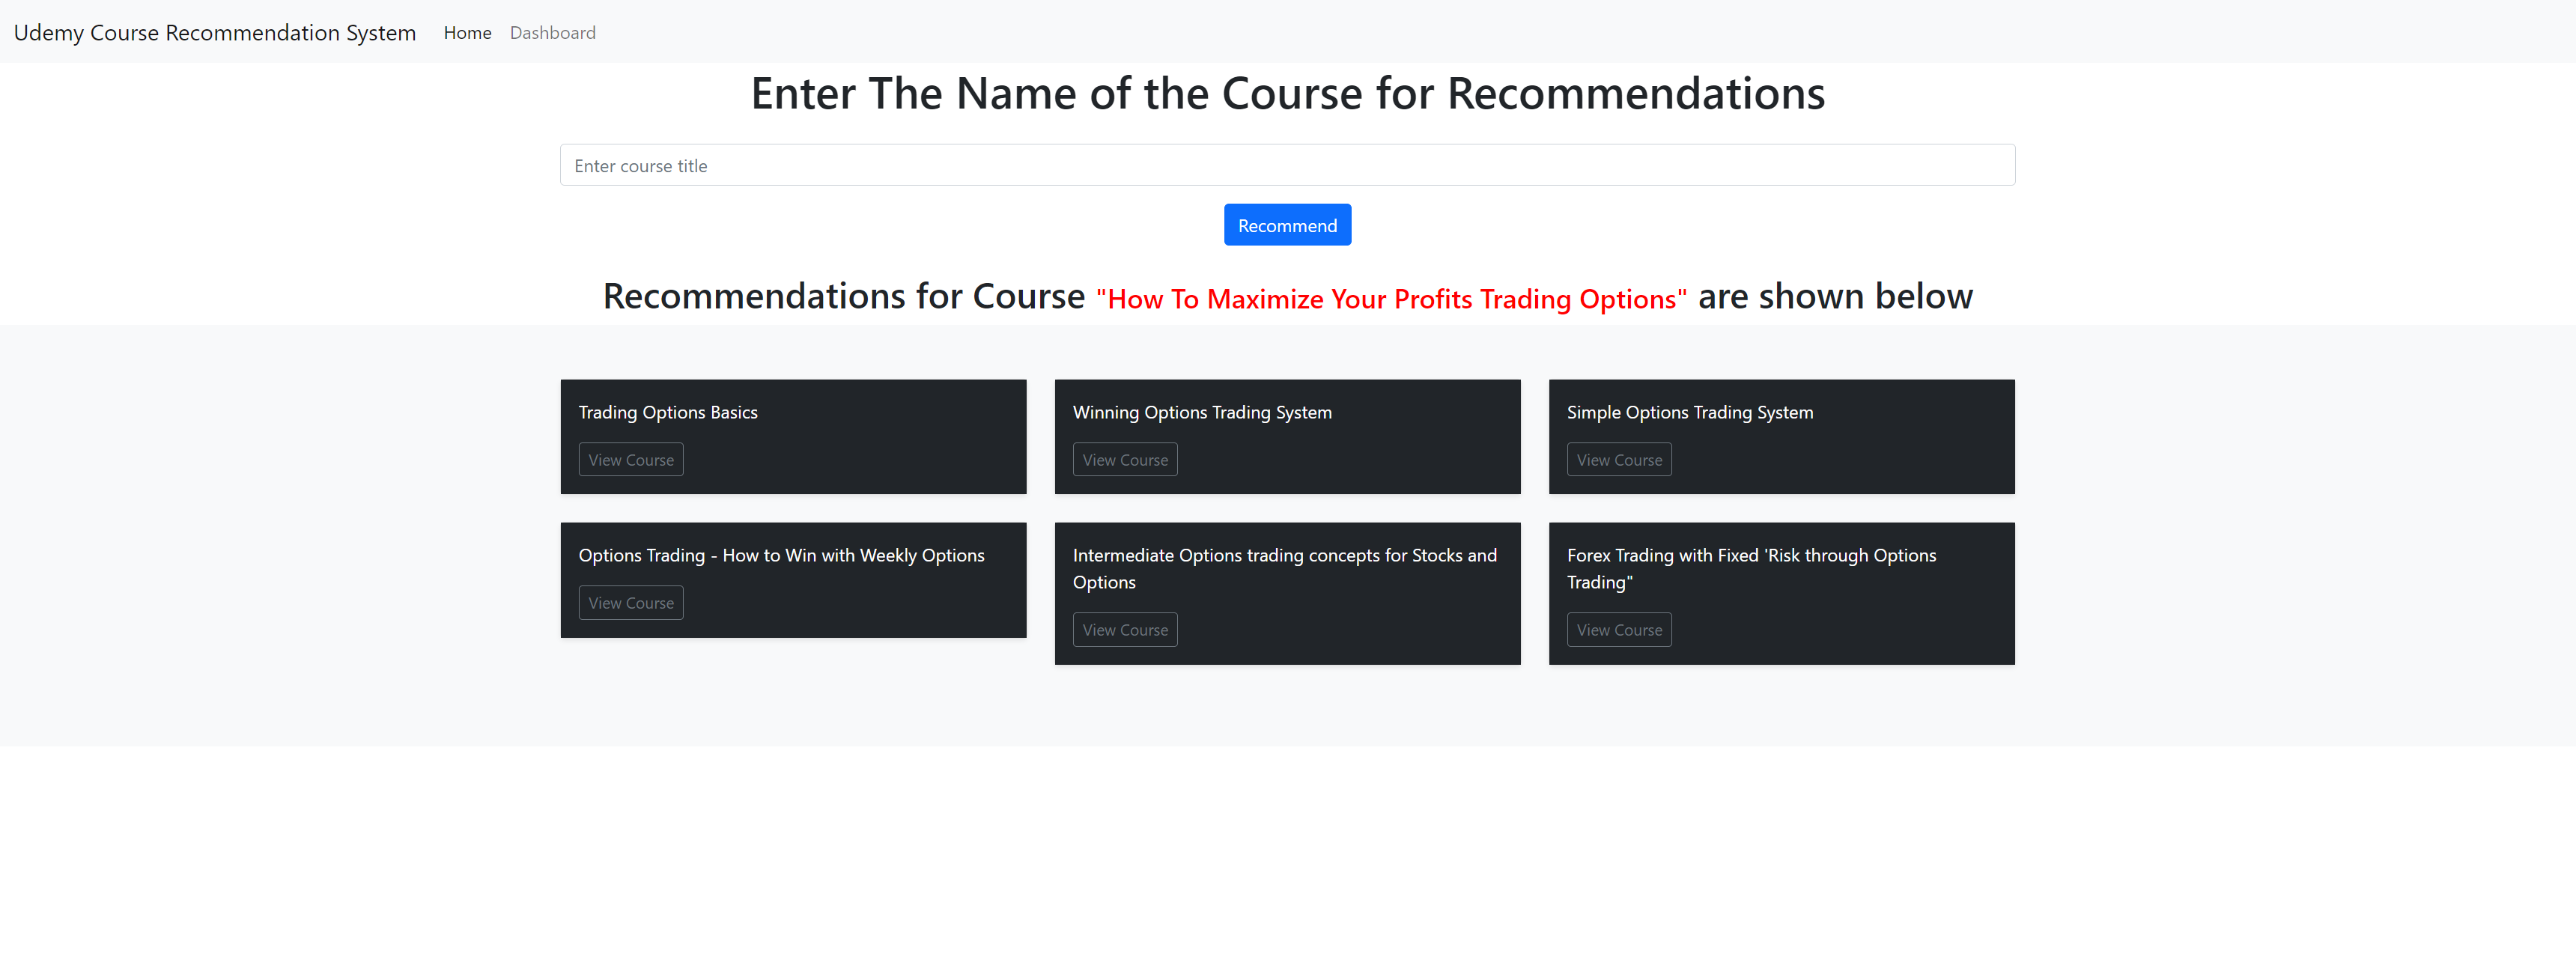 Udemy Course Recommendation System Home Dashboard
Enter The Name of the Course for Recommendations
Enter course title
Recommend
Recommendations for Course "How To Maximize Your Profits Trading Options" are shown below
Trading Options Basics
View Course
Winning Options Trading System
View Course
Simple Options Trading System
View Course
Options Trading - How to Win with Weekly Options
View Course
Intermediate Options trading concepts for Stocks and
Options
View Course
Forex Trading with Fixed 'Risk through Options
Trading"
View Course